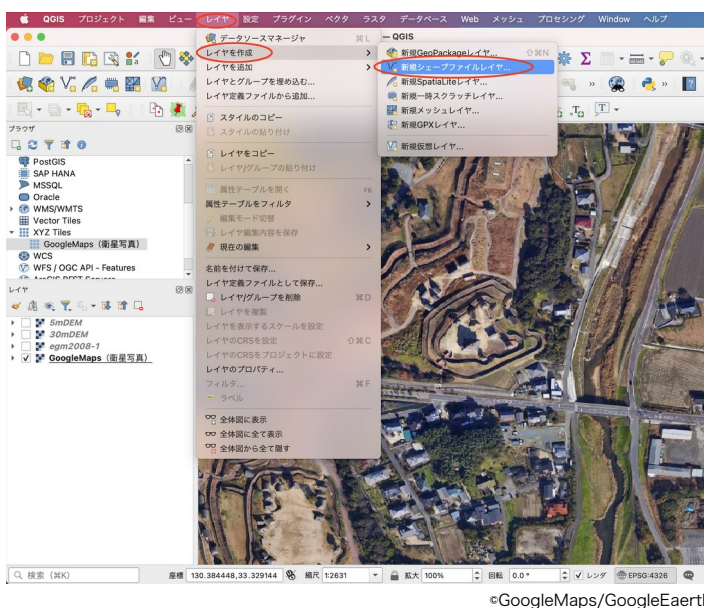 QGIS プロジェクト 編集 ビュー レイヤ 設定 プラグイン ベクタ ラスタ データベース Web メッシュ プロセシング Window ヘルプ
— QGIS
データソースマネージャ ⌘L
レイヤを作成
レイヤを追加
レイヤとグループを埋め込む...
レイヤ定義ファイルから追加...
スタイルのコピー
スタイルの貼り付け
レイヤをコピー
レイヤ/グループの貼り付け
属性テーブルを開く F6
属性テーブルをフィルタ
編集モード切替
レイヤ編集内容を保存
現在の編集
名前を付けて保存...
レイヤ定義ファイルとして保存...
レイヤ/グループを削除 ⌘D
レイヤを複製
レイヤを表示するスケールを設定
レイヤのCRSを設定 ⇧⌘C
レイヤのCRSをプロジェクトに設定
レイヤのプロパティ...
フィルタ... ⌘F
ラベル
全体図に表示
全体図に全て表示
全体図から全て隠す
新規GeoPackageレイヤ... ⇧⌘N
新規シェープファイルレイヤ...
新規SpatiaLiteレイヤ...
新規一時スクラッチレイヤ...
新規メッシュレイヤ...
新規GPXレイヤ...
新規仮想レイヤ...
ブラウザ
PostGIS
SAP HANA
MSSQL
Oracle
WMS/WMTS
Vector Tiles
XYZ Tiles
GoogleMaps（衛星写真）
WCS
WFS / OGC API - Features
ArcGIS REST Servers
レイヤ
5mDEM
30mDEM
egm2008-1
GoogleMaps（衛星写真）
検索 (⌘K) 座標 130.384448,33.329144 縮尺 1:2631 拡大 100% 回転 0.0° レンダ EPSG:4326
©GoogleMaps/GoogleEaerth